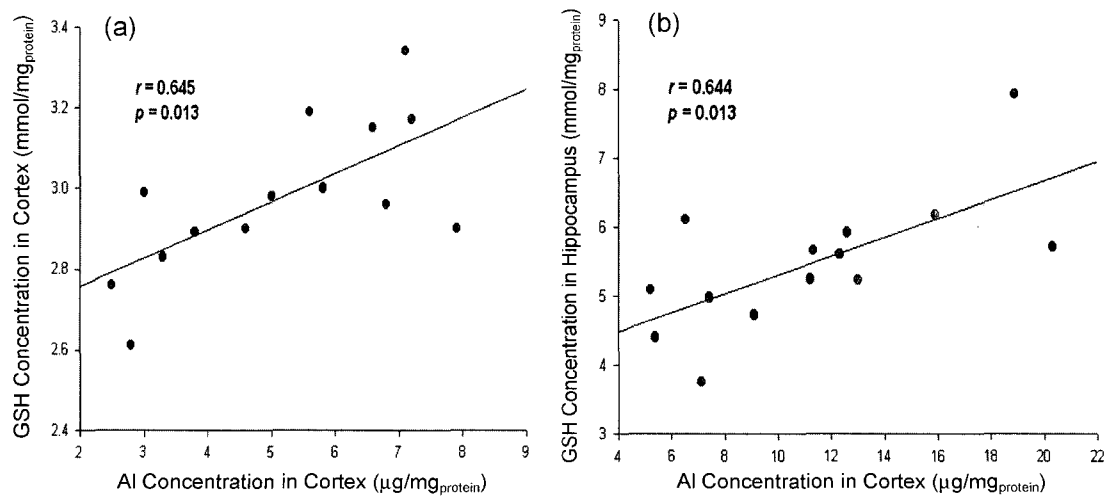 (a)
r = 0.645
p = 0.013
GSH Concentration in Cortex (mmol/mgprotein)
3.4
3.2
3.0
2.8
2.6
2.4
2 3 4 5 6 7 8 9
Al Concentration in Cortex (μg/mgprotein)
(b)
r = 0.644
p = 0.013
GSH Concentration in Hippocampus (mmol/mgprotein)
9
8
7
6
5
4
3
4 6 8 10 12 14 16 18 20 22
Al Concentration in Cortex (μg/mgprotein)